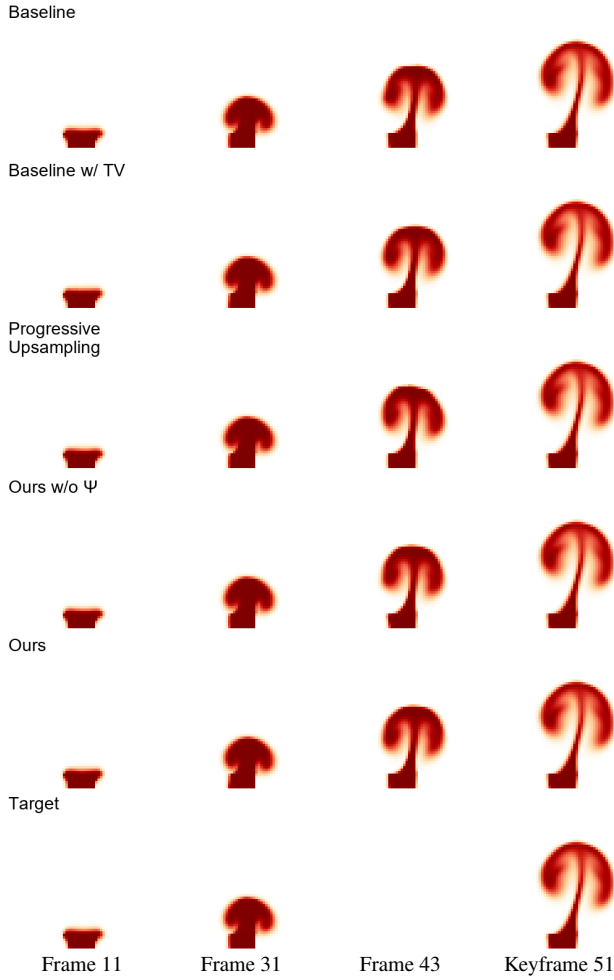 Baseline
Baseline w/ TV
Progressive
Upsampling
Ours w/o Ψ
Ours
Target
Frame 11 Frame 31 Frame 43 Keyframe 51